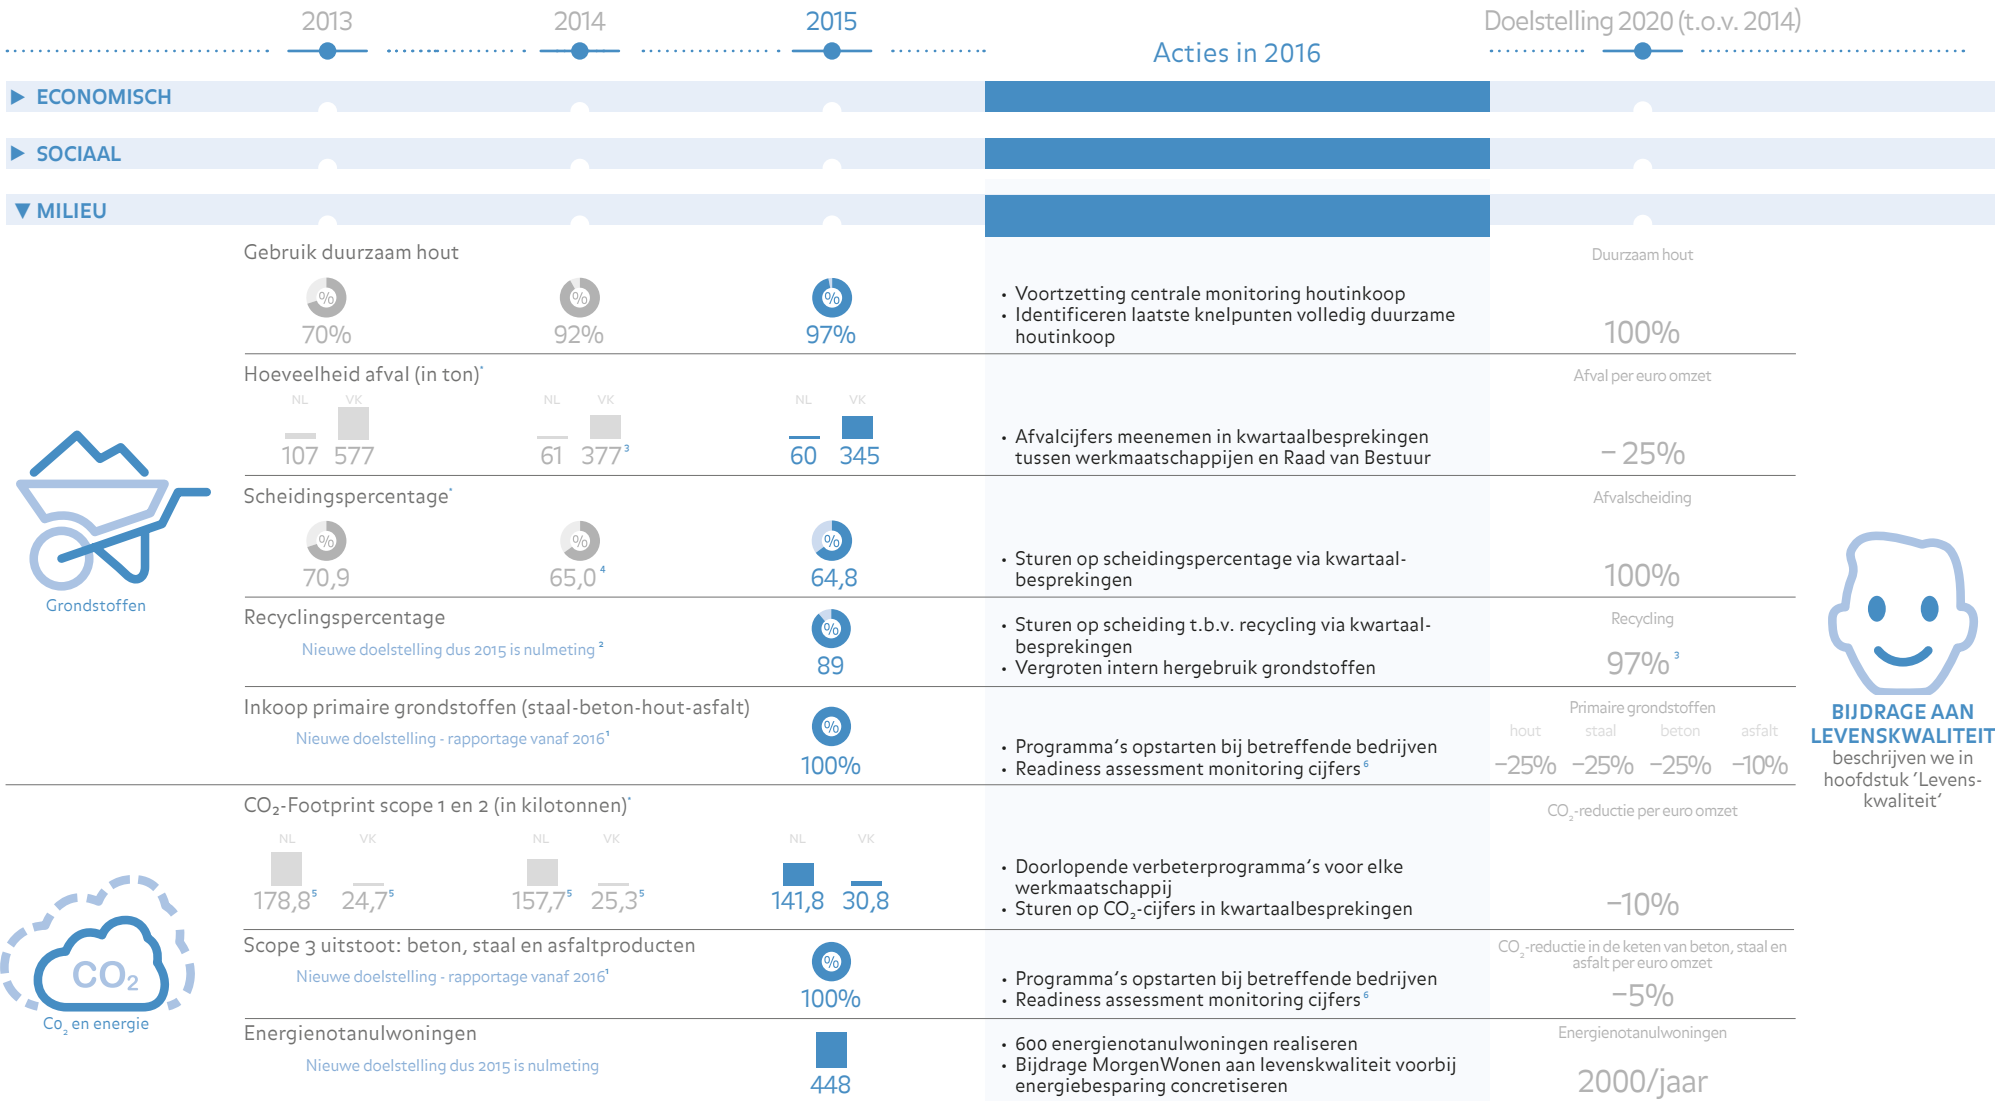 2013 2014 2015 Acties in 2016 Doelstelling 2020 (t.o.v. 2014)
ECONOMISCH
SOCIAAL
MILIEU
Grondstoffen
Gebruik duurzaam hout
% % %
70% 92% 97%
• Voortzetting centrale monitoring houtinkoop
• Identificeren laatste knelpunten volledig duurzame
houtinkoop
Duurzaam hout
100%
Hoeveelheid afval (in ton)*
NL VK NL VK NL VK
107 577 61 377³ 60 345
• Afvalcijfers meenemen in kwartaalbesprekingen
tussen werkmaatschappijen en Raad van Bestuur
Afval per euro omzet
–25%
Scheidingspercentage*
% % %
70,9 65,0⁴ 64,8
• Sturen op scheidingspercentage via kwartaal-
besprekingen
Afvalscheiding
100%
Recyclingspercentage
Nieuwe doelstelling dus 2015 is nulmeting²
%
89
• Sturen op scheiding t.b.v. recycling via kwartaal-
besprekingen
• Vergroten intern hergebruik grondstoffen
Recycling
97%³
Inkoop primaire grondstoffen (staal-beton-hout-asfalt)
Nieuwe doelstelling - rapportage vanaf 2016¹
%
100%
• Programma's opstarten bij betreffende bedrijven
• Readiness assessment monitoring cijfers⁶
Primaire grondstoffen
hout staal beton asfalt
–25% –25% –25% –10%
CO₂
Co₂ en energie
CO₂-Footprint scope 1 en 2 (in kilotonnen)*
NL VK NL VK NL VK
178,8⁵ 24,7⁵ 157,7⁵ 25,3⁵ 141,8 30,8
• Doorlopende verbeterprogramma's voor elke
werkmaatschappij
• Sturen op CO₂-cijfers in kwartaalbesprekingen
CO₂-reductie per euro omzet
–10%
Scope 3 uitstoot: beton, staal en asfaltproducten
Nieuwe doelstelling - rapportage vanaf 2016¹
%
100%
• Programma's opstarten bij betreffende bedrijven
• Readiness assessment monitoring cijfers⁶
CO₂-reductie in de keten van beton, staal en
asfalt per euro omzet
–5%
Energienotanulwoningen
Nieuwe doelstelling dus 2015 is nulmeting
448
• 600 energienotanulwoningen realiseren
• Bijdrage MorgenWonen aan levenskwaliteit voorbij
energiebesparing concretiseren
Energienotanulwoningen
2000/jaar
BIJDRAGE AAN
LEVENSKWALITEIT
beschrijven we in
hoofdstuk 'Levens-
kwaliteit'